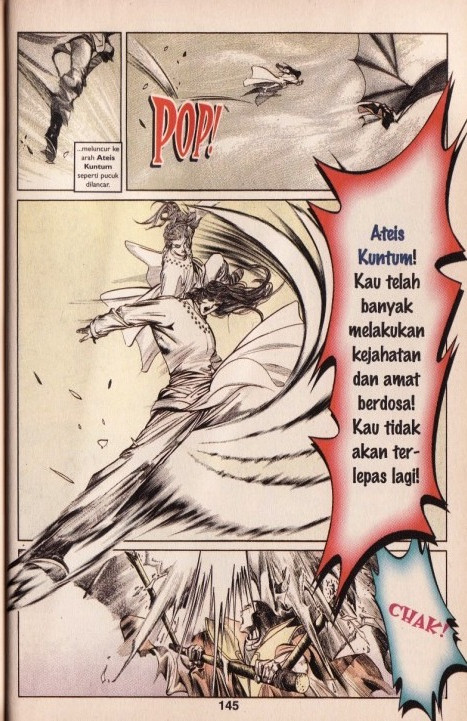 ...meluncur ke
arah Ateis
Kuntum
seperti pucuk
dilancar.
POP!
Ateis
Kuntum!
Kau telah
banyak
melakukan
kejahatan
dan amat
berdosa!
Kau tidak
akan ter-
lepas lagi!
CHAK!
145